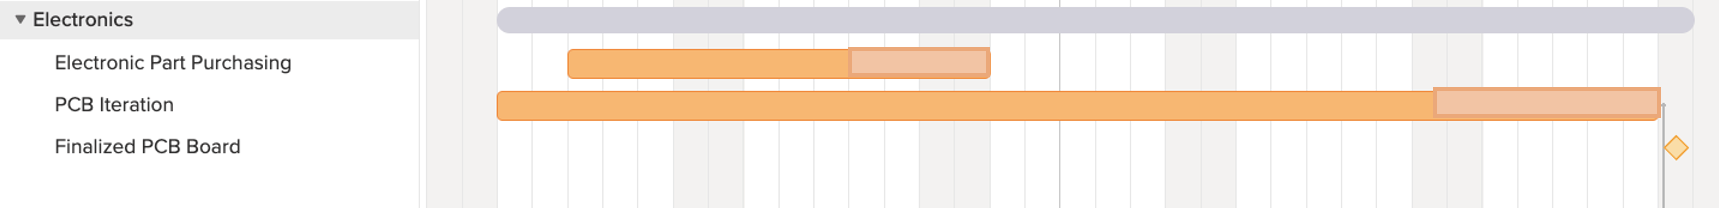 Electronics
Electronic Part Purchasing
PCB Iteration
Finalized PCB Board